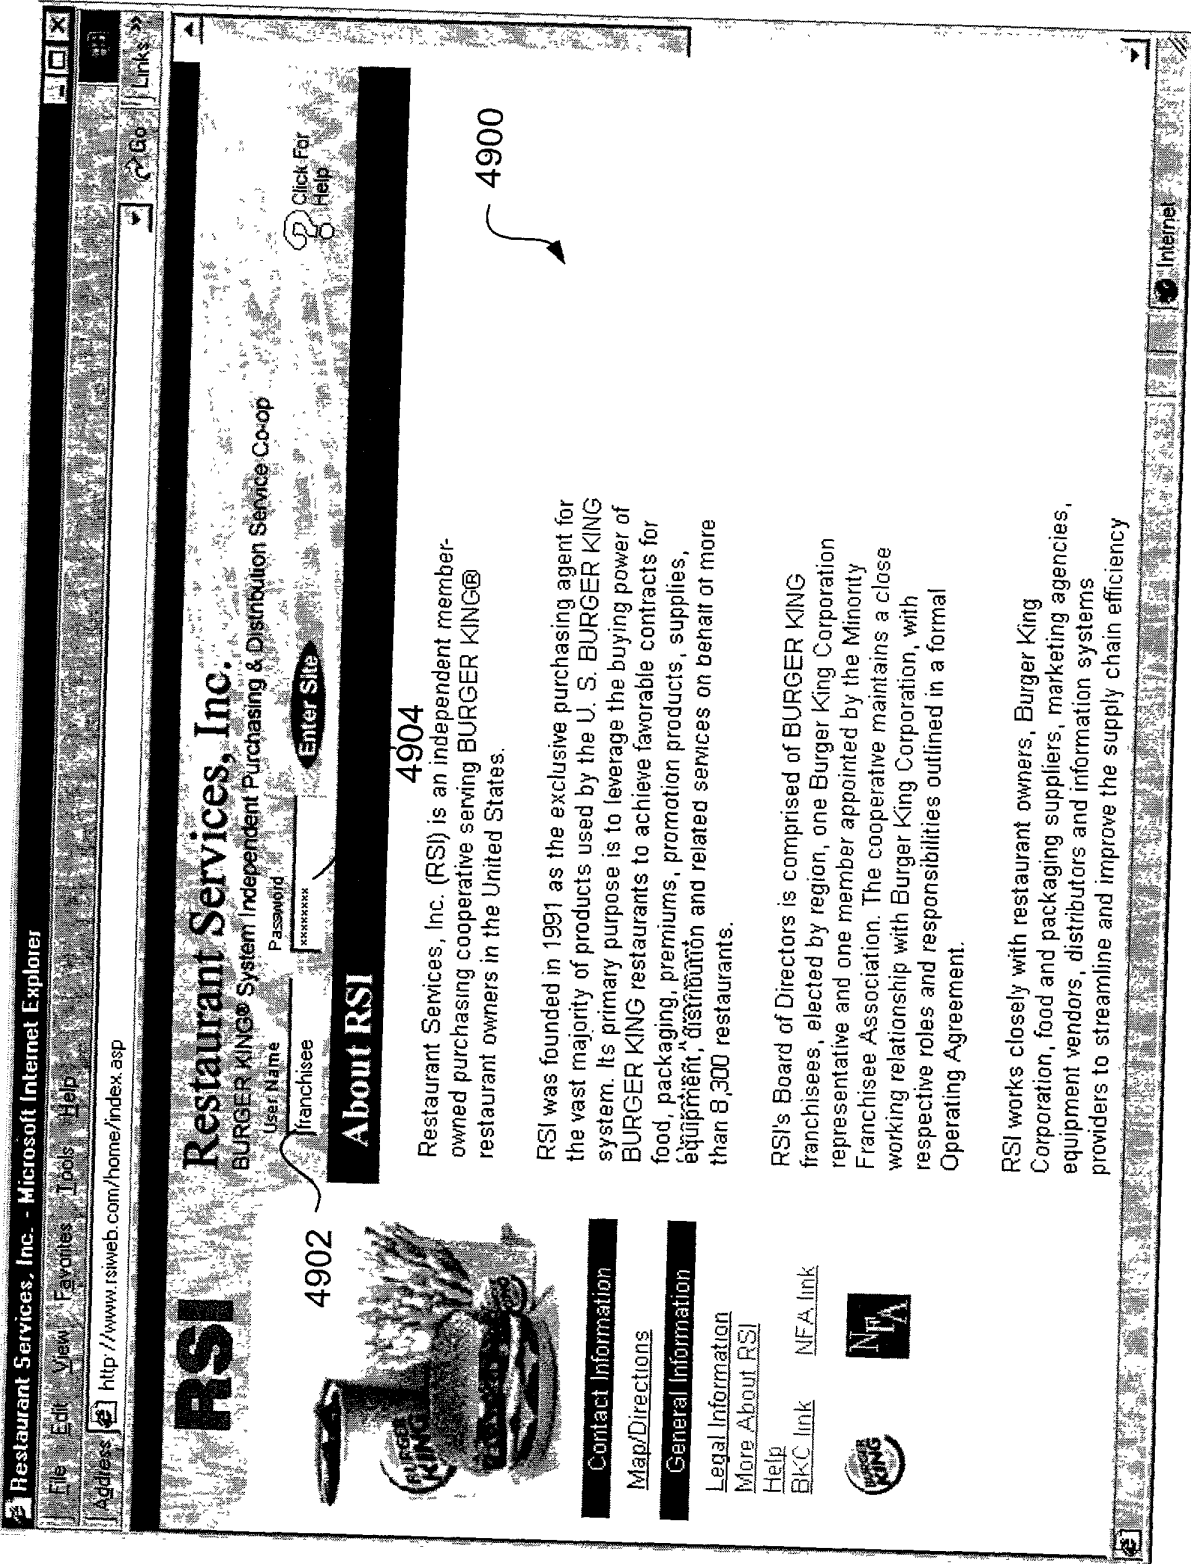 Restaurant Services, Inc. - Microsoft Internet Explorer
File Edit View Favorites Tools Help
Address http://www.rsiweb.com/home/index.asp Go Links »
RSI
Restaurant Services, Inc.
BURGER KING® System Independent Purchasing & Distribution Service Co-op
User Name Password
franchisee xxxxxxxxx Enter Site
Click For
Help
4902
About RSI
4904
4900
Restaurant Services, Inc. (RSI) is an independent member-
owned purchasing cooperative serving BURGER KING®
restaurant owners in the United States.
RSI was founded in 1991 as the exclusive purchasing agent for
the vast majority of products used by the U. S. BURGER KING
system. Its primary purpose is to leverage the buying power of
BURGER KING restaurants to achieve favorable contracts for
food, packaging, premiums, promotion products, supplies,
equipment, distribution and related services on behalf of more
than 8,300 restaurants.
RSI's Board of Directors is comprised of BURGER KING
franchisees, elected by region, one Burger King Corporation
representative and one member appointed by the Minority
Franchisee Association. The cooperative maintains a close
working relationship with Burger King Corporation, with
respective roles and responsibilities outlined in a formal
Operating Agreement.
RSI works closely with restaurant owners, Burger King
Corporation, food and packaging suppliers, marketing agencies,
equipment vendors, distributors and information systems
providers to streamline and improve the supply chain efficiency
BURGER
KING
Contact Information
Map/Directions
General Information
Legal Information
More About RSI
Help
BKC link NFA link
BURGER
KING
NFA
Internet